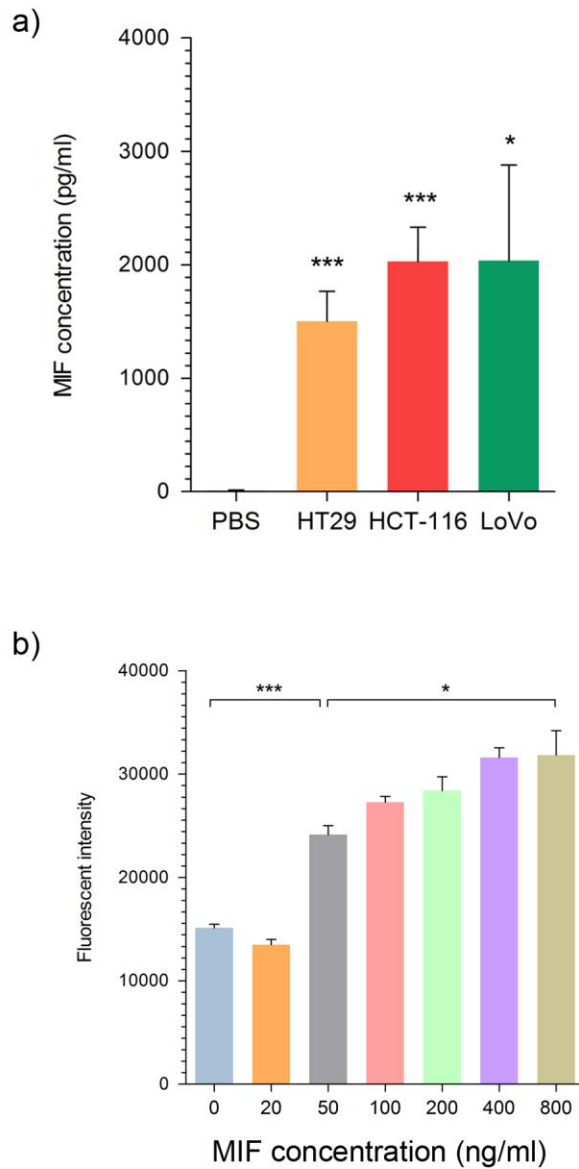 a)
MIF concentration (pg/ml)
4000
3000
2000
1000
0
***
***
*
PBS HT29 HCT-116 LoVo
b)
Fluorescent intensity
40000
30000
20000
10000
0
*** *
0 20 50 100 200 400 800
MIF concentration (ng/ml)